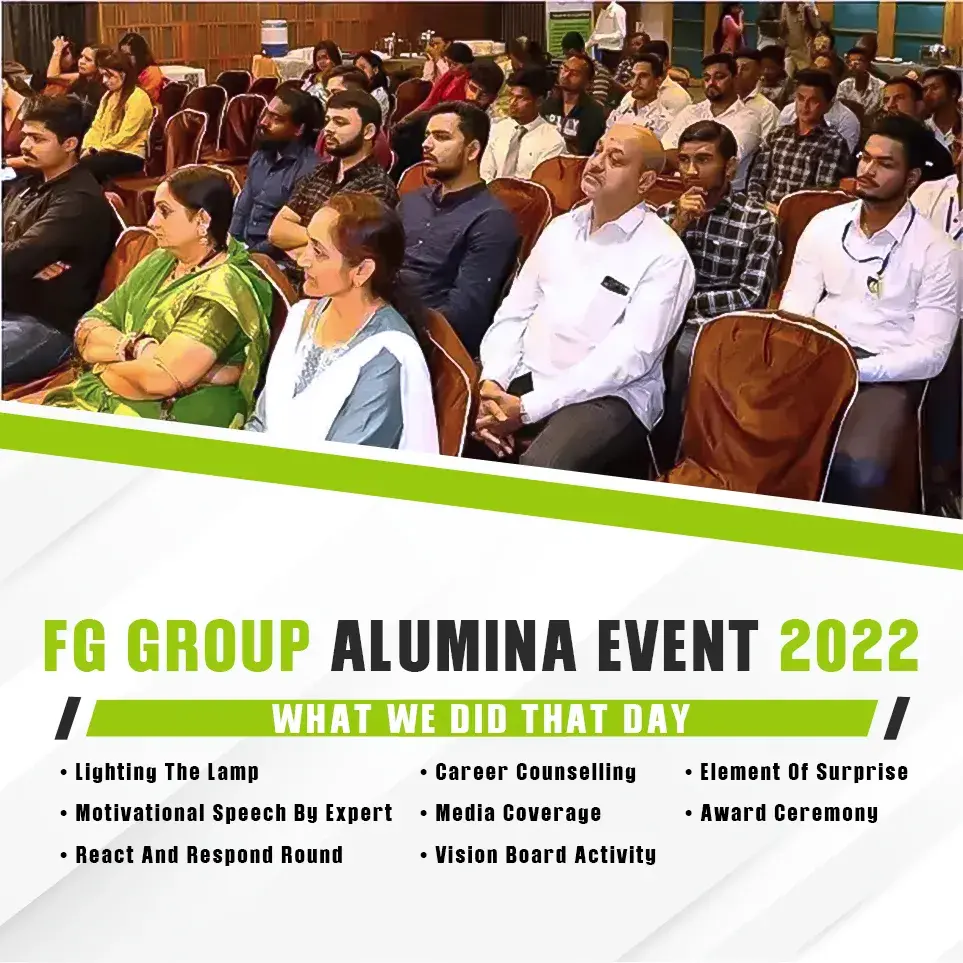 FG GROUP ALUMINA EVENT 2022
WHAT WE DID THAT DAY
• Lighting The Lamp
• Motivational Speech By Expert
• React And Respond Round
• Career Counselling
• Media Coverage
• Vision Board Activity
• Element Of Surprise
• Award Ceremony